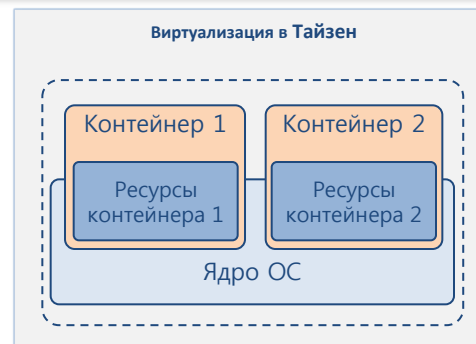 Виртуализация в Тайзен
Контейнер 1
Контейнер 2
Ресурсы
контейнера 1
Ресурсы
контейнера 2
Ядро ОС